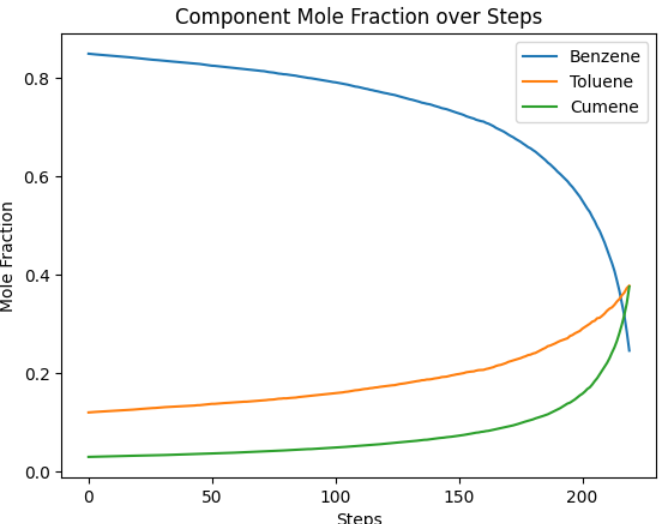 Component Mole Fraction over Steps
Benzene
Toluene
Cumene
Mole Fraction
0.8
0.6
0.4
0.2
0.0
0 50 100 150 200
Steps